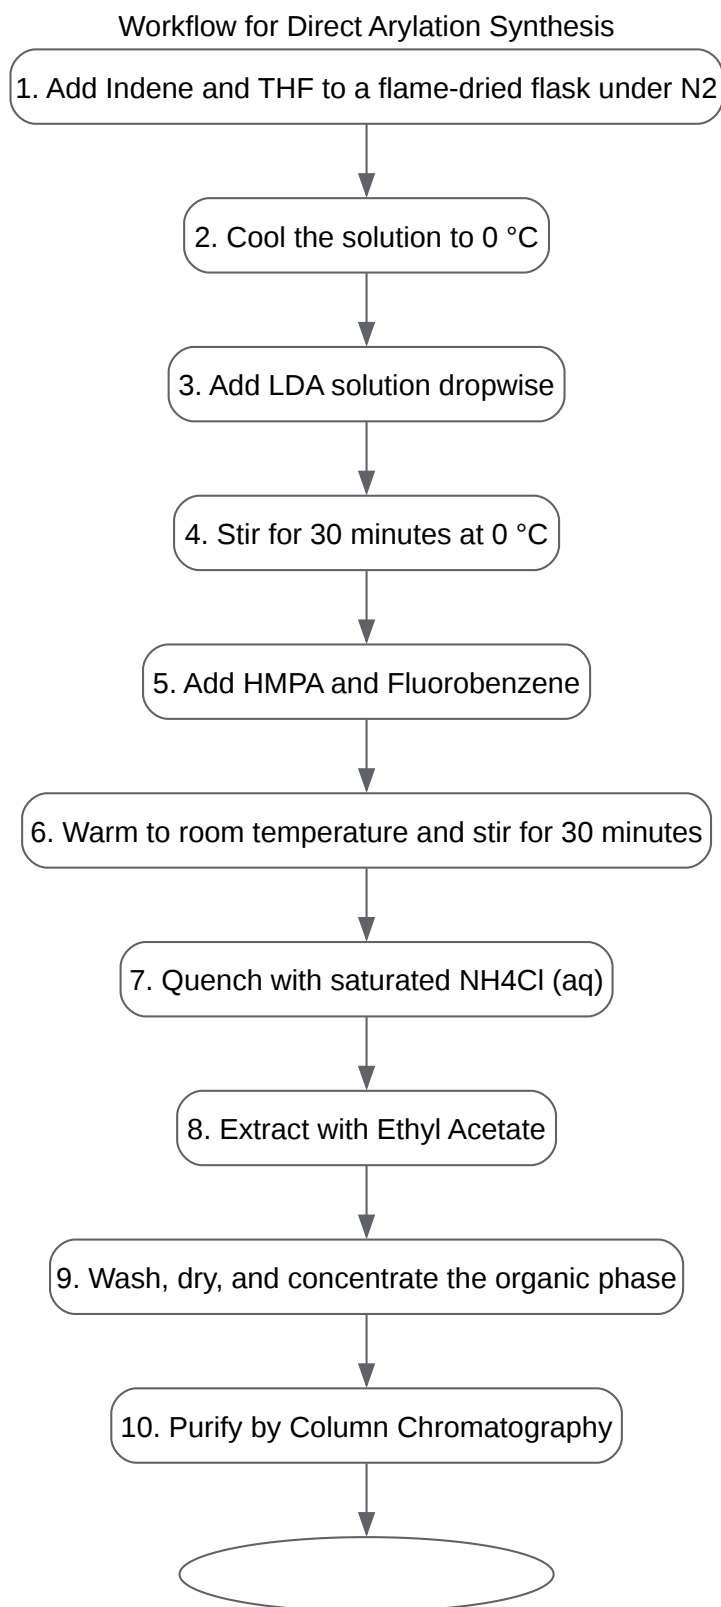 Workflow for Direct Arylation Synthesis
1. Add Indene and THF to a flame-dried flask under N2
2. Cool the solution to 0 °C
3. Add LDA solution dropwise
4. Stir for 30 minutes at 0 °C
5. Add HMPA and Fluorobenzene
6. Warm to room temperature and stir for 30 minutes
7. Quench with saturated NH4Cl (aq)
8. Extract with Ethyl Acetate
9. Wash, dry, and concentrate the organic phase
10. Purify by Column Chromatography